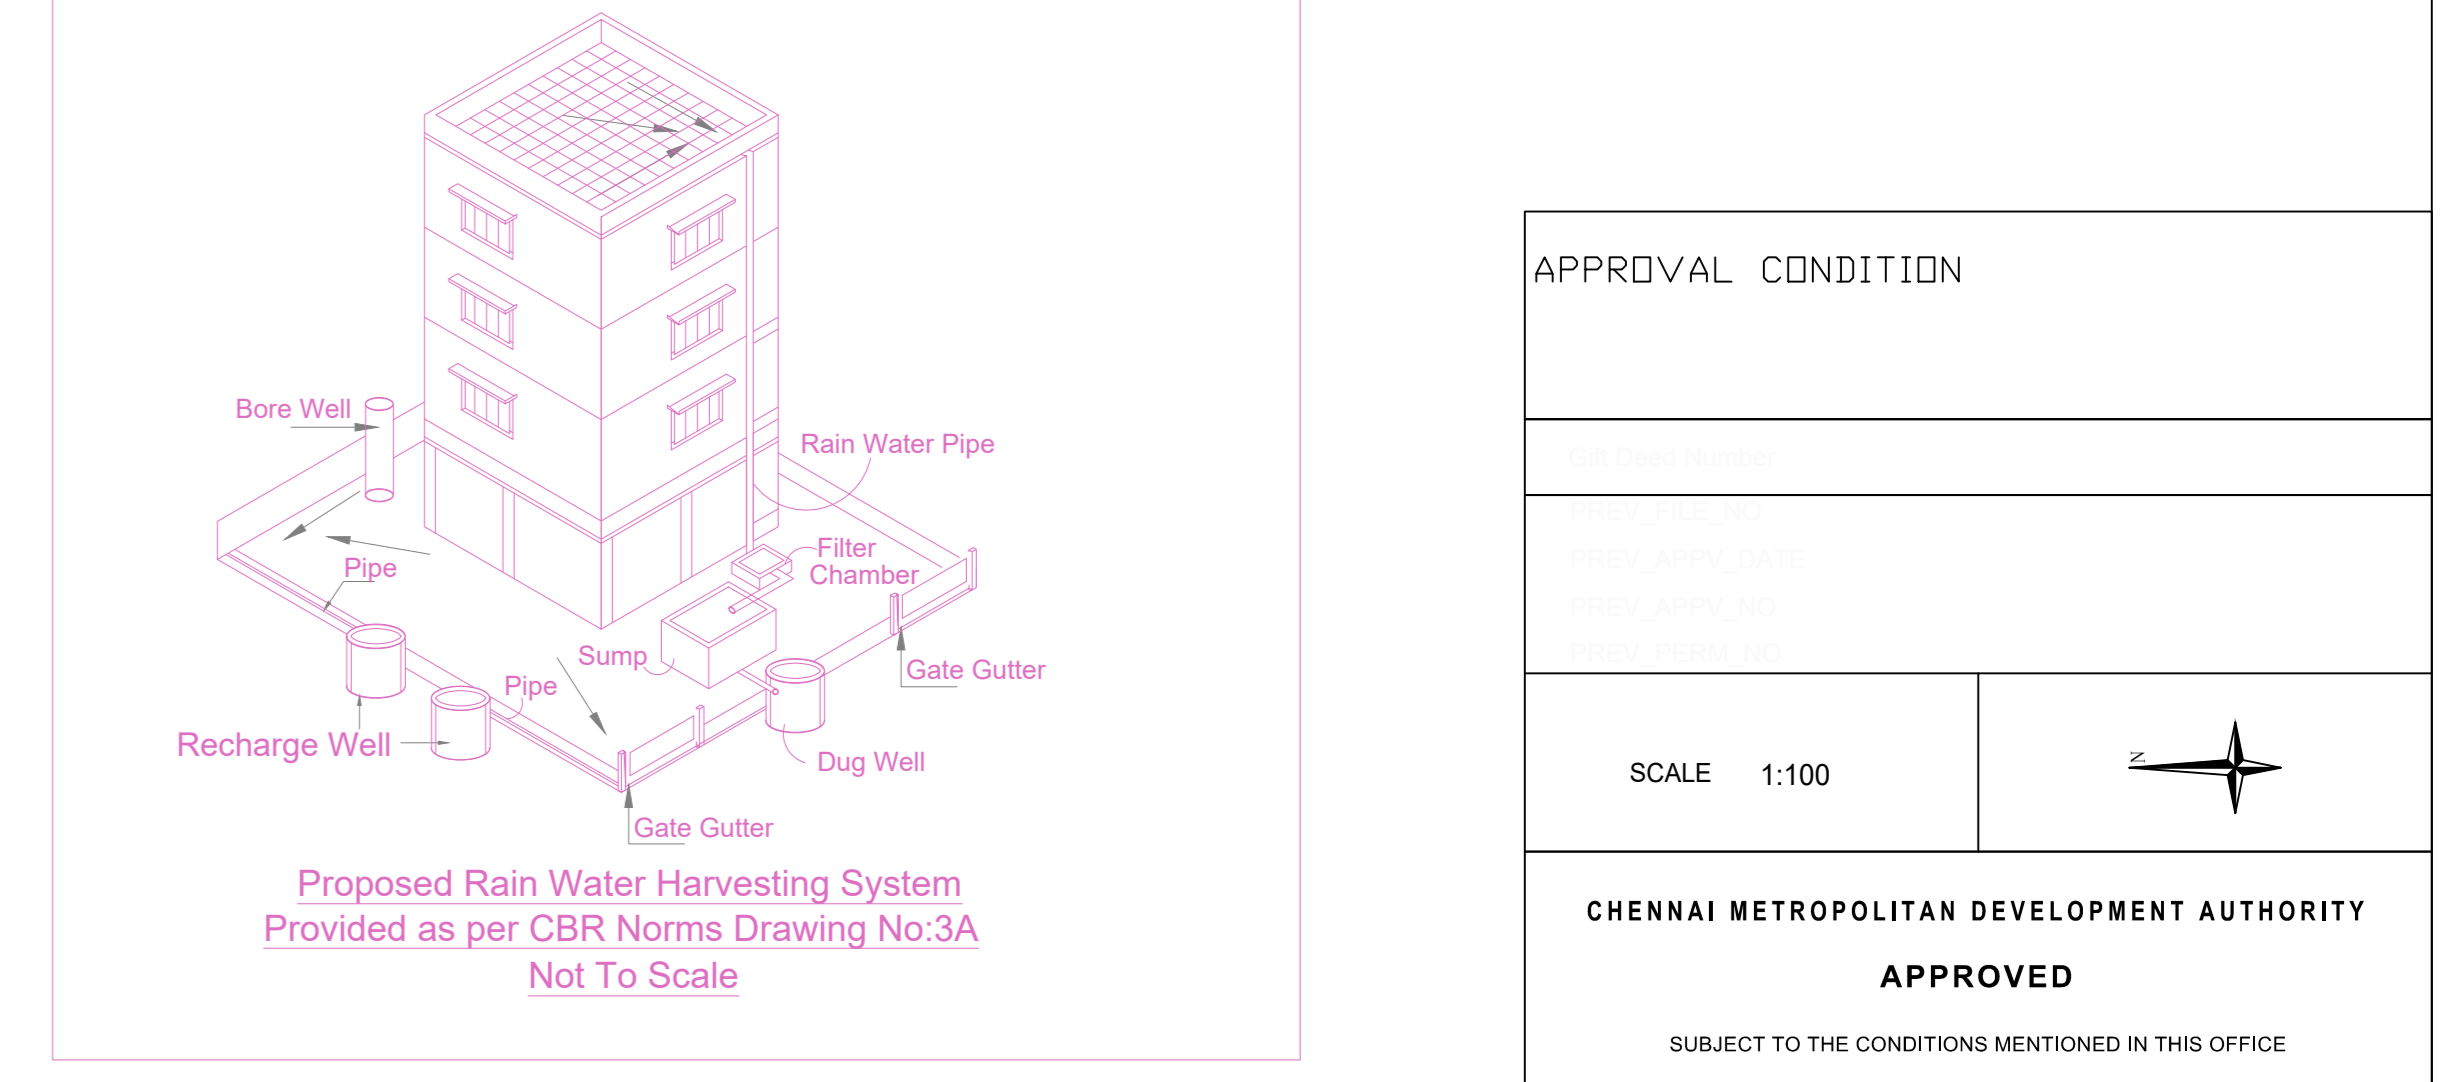 Bore Well
Rain Water Pipe
Filter
Chamber
Pipe
Sump
Gate Gutter
Pipe
Recharge Well
Dug Well
Gate Gutter
Proposed Rain Water Harvesting System
Provided as per CBR Norms Drawing No:3A
Not To Scale
APPROVAL CONDITION
Gift Deed Number
PREV_FILE_NO
PREV_APPV_DATE
PREV_APPV_NO
PREV_PERM_NO
SCALE 1:100
N
CHENNAI METROPOLITAN DEVELOPMENT AUTHORITY
APPROVED
SUBJECT TO THE CONDITIONS MENTIONED IN THIS OFFICE